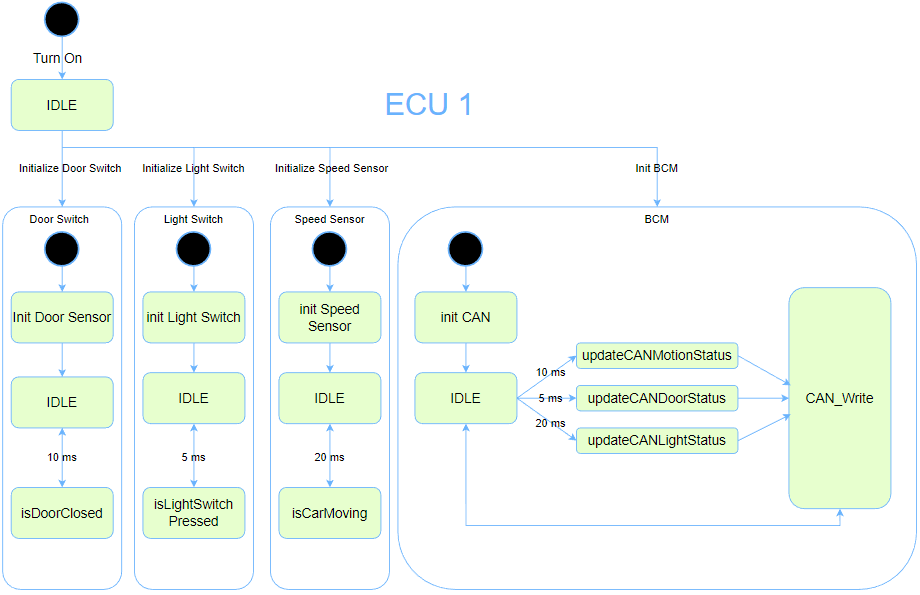 Turn On
IDLE
ECU 1
Initialize Door Switch
Initialize Light Switch
Initialize Speed Sensor
Init BCM
Door Switch
Light Switch
Speed Sensor
BCM
Init Door Sensor
init Light Switch
init Speed
Sensor
init CAN
IDLE
IDLE
IDLE
IDLE
10 ms
5 ms
20 ms
updateCANMotionStatus
updateCANDoorStatus
updateCANLightStatus
CAN_Write
10 ms
5 ms
20 ms
isDoorClosed
isLightSwitch
Pressed
isCarMoving